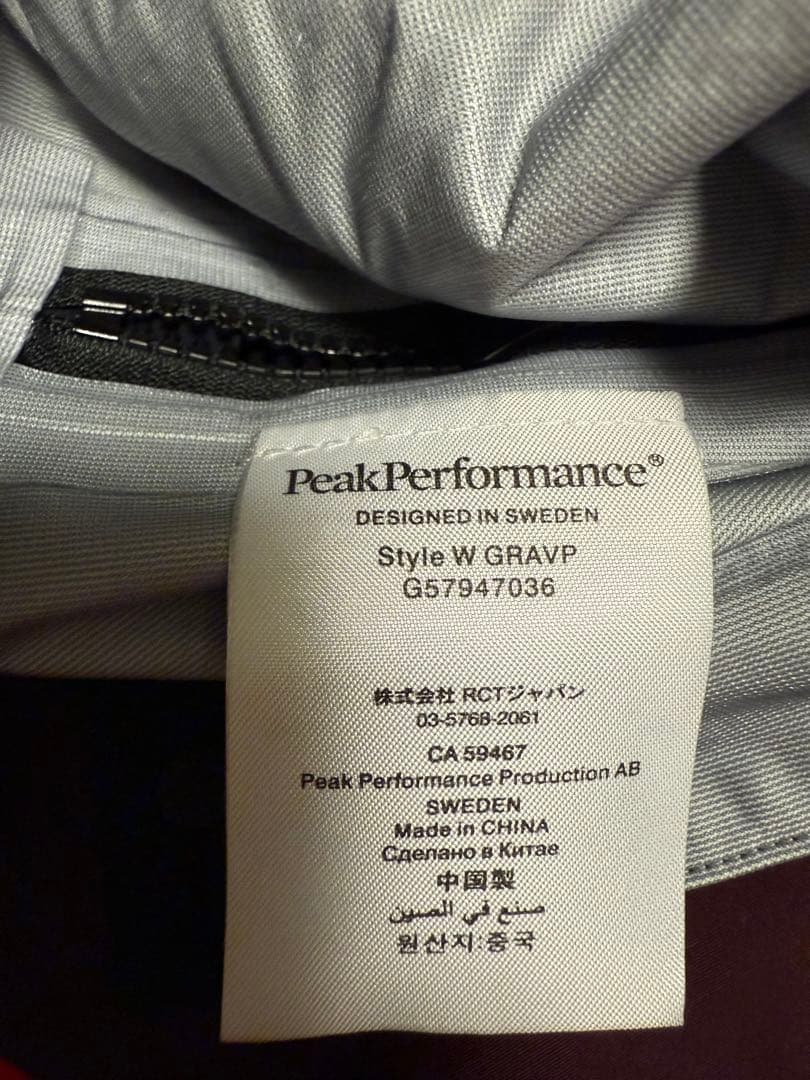 PeakPerformance®
DESIGNED IN SWEDEN
Style W GRAVP
G57947036
株式会社 RCTジャパン
03-5768-2061
CA 59467
Peak Performance Production AB
SWEDEN
Made in CHINA
Сделано в Китае
中国製
صنع في الصين
원산지:중국